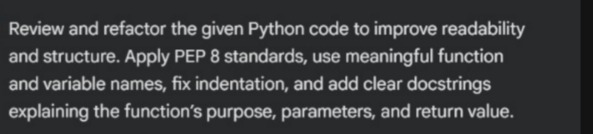 Review and refactor the given Python code to improve readability
and structure. Apply PEP 8 standards, use meaningful function
and variable names, fix indentation, and add clear docstrings
explaining the function's purpose, parameters, and return value.